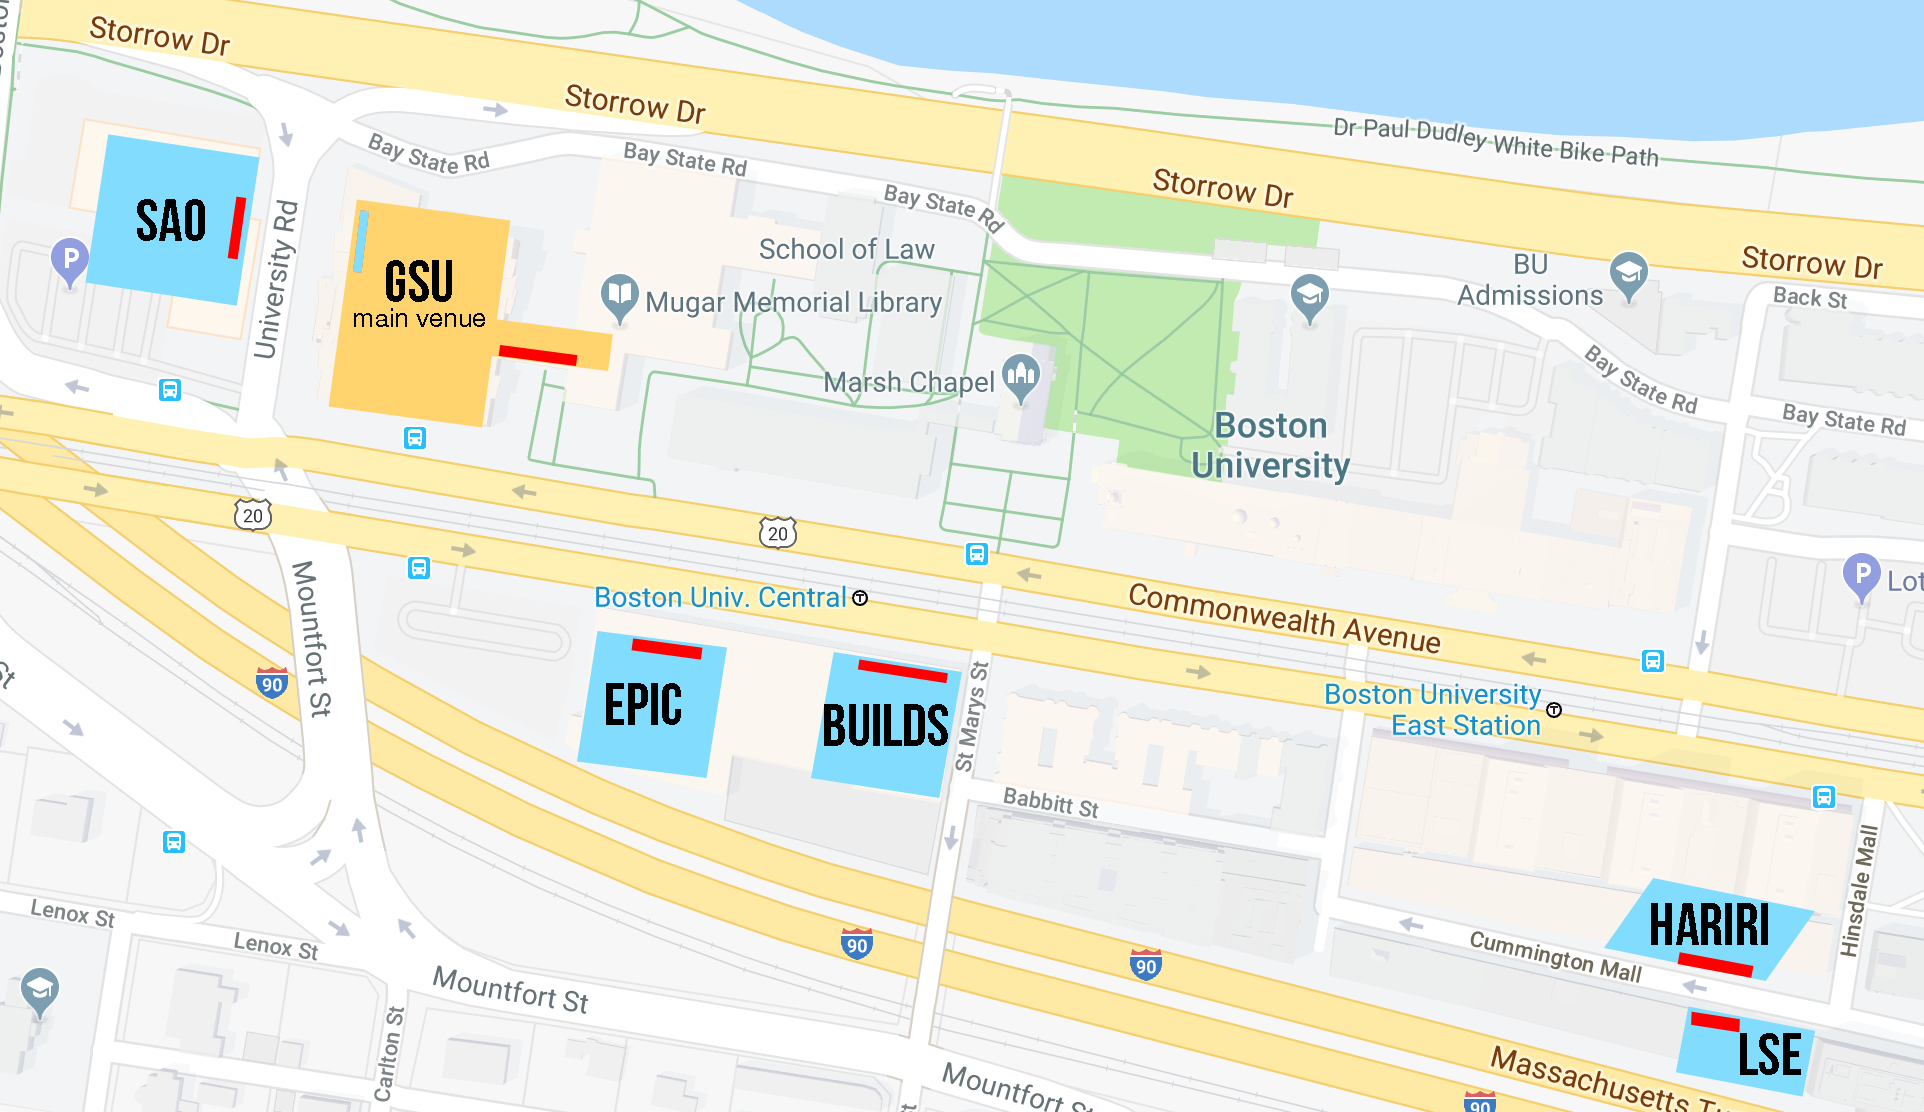 Storrow Dr
Storrow Dr
Bay State Rd
Bay State Rd
Dr Paul Dudley White Bike Path
Storrow Dr
Bay State Rd
SAO
University Rd
GSU
main venue
School of Law
Mugar Memorial Library
BU
Admissions
Storrow Dr
Back St
P
Marsh Chapel
Bay State Rd
Bay State Rd
Boston
University
20
20
Boston Univ. Central
T
Commonwealth Avenue
P
Lot
Mountfort St
90
EPIC
BUILDS
St Marys St
Boston University
East Station
T
Babbitt St
Hinsdale Mall
HARIRI
Cummington Mall
Lenox St
Lenox St
90
90
Mountfort St
Carlton St
LSE
Massachusetts
Mountfort St
90